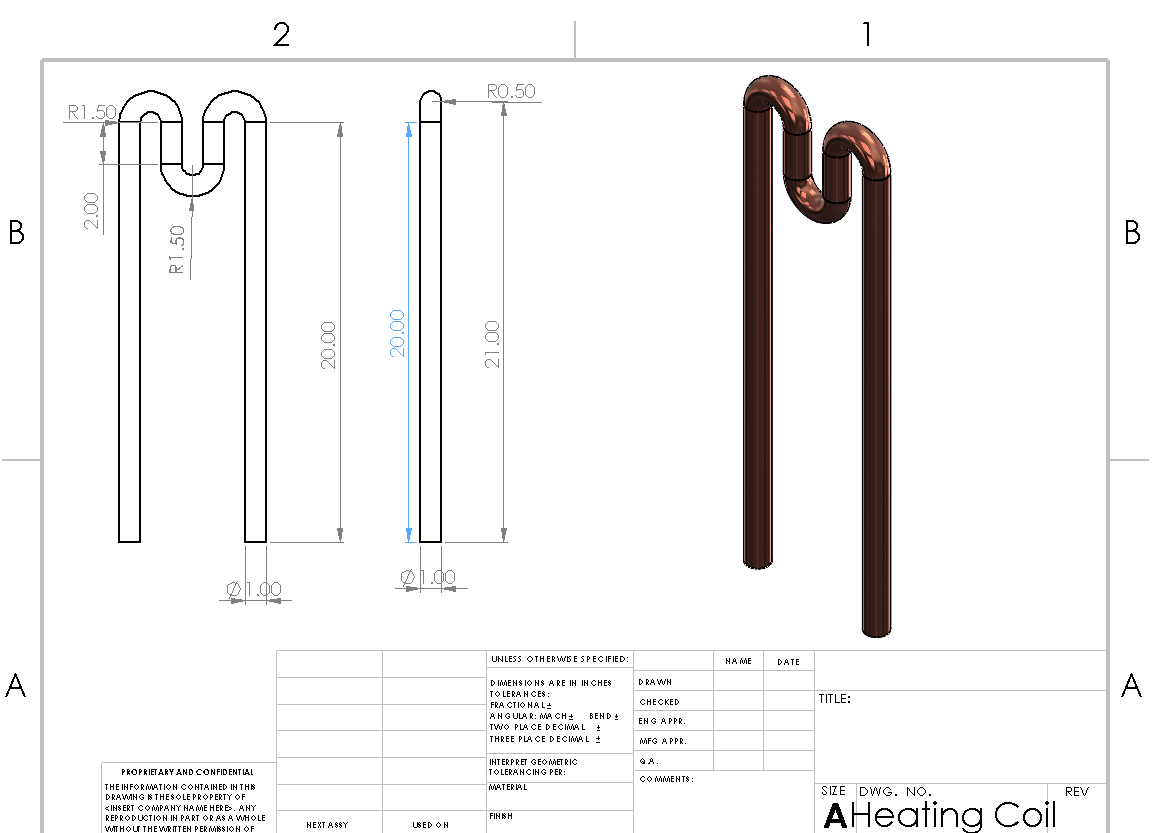 2 1
R1.50 R0.50
2.00
R1.50
B B
20.00 20.00 21.00
Ø1.00 Ø1.00
A A
UNLESS OTHERWISE SPECIFIED:
DIMENSIONS ARE IN INCHES
TOLERANCES:
FRACTIONAL±
ANGULAR: MACH± BEND ±
TWO PLACE DECIMAL ±
THREE PLACE DECIMAL ±
INTERPRET GEOMETRIC
TOLERANCING PER:
MATERIAL
FINISH
NAME DATE
DRAWN
CHECKED
ENG APPR.
MFG APPR.
Q.A.
COMMENTS:
TITLE:
SIZE DWG. NO. REV
A Heating Coil
PROPRIETARY AND CONFIDENTIAL
THE INFORMATION CONTAINED IN THIS
DRAWING IS THE SOLE PROPERTY OF
<INSERT COMPANY NAME HERE>. ANY
REPRODUCTION IN PART OR AS A WHOLE
WITHOUT THE WRITTEN PERMISSION OF
NEXT ASSY USED ON